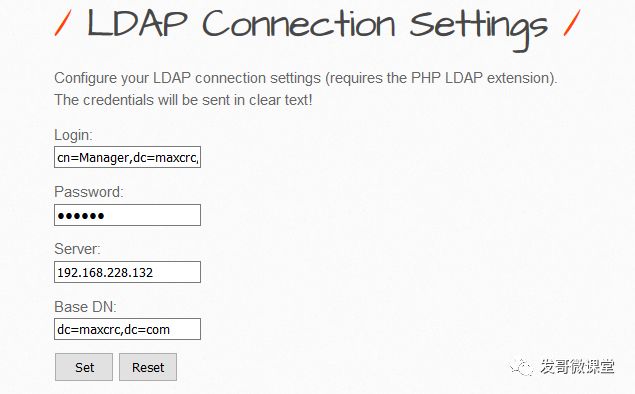 / LDAP Connection Settings /
Configure your LDAP connection settings (requires the PHP LDAP extension).
The credentials will be sent in clear text!
Login:
cn=Manager,dc=maxcrc,
Password:
●●●●●●
Server:
192.168.228.132
Base DN:
dc=maxcrc,dc=com
Set Reset
发哥微课堂